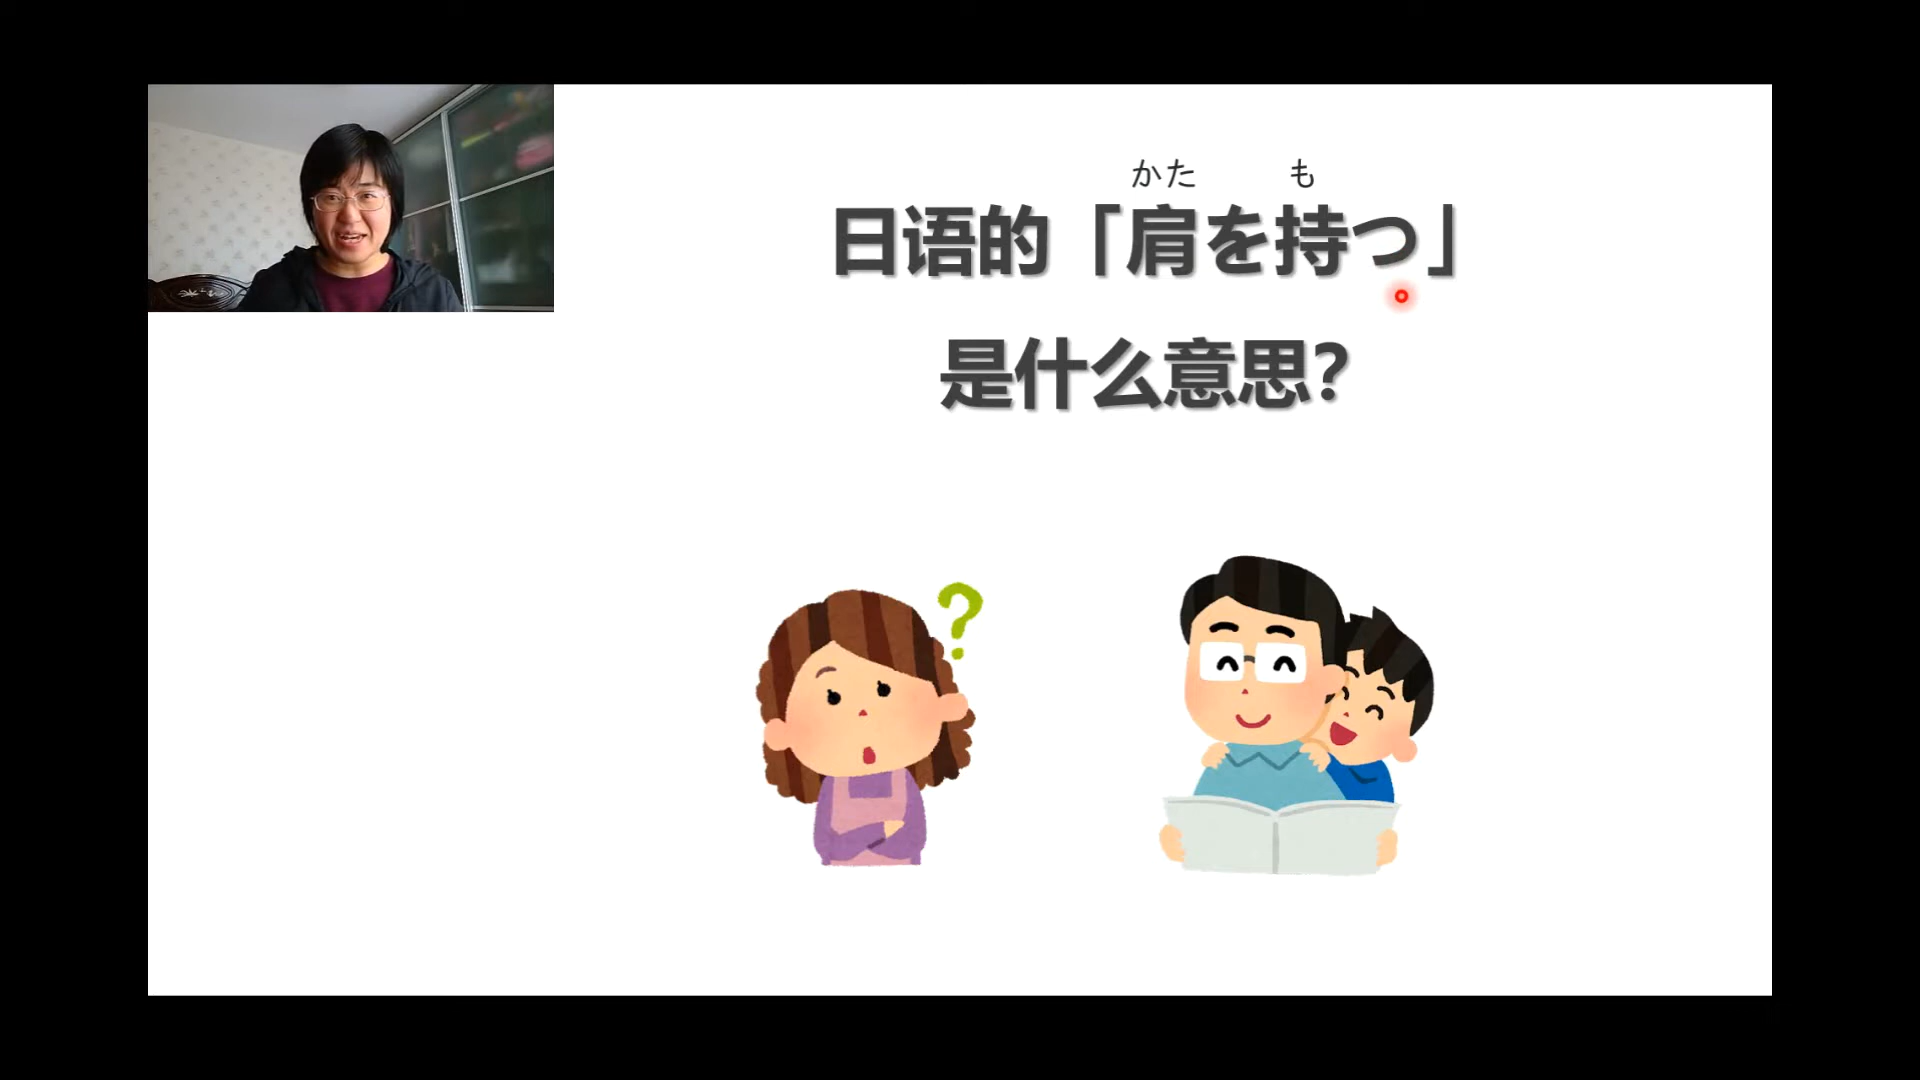 かた も
日语的「肩を持つ」
是什么意思?
?